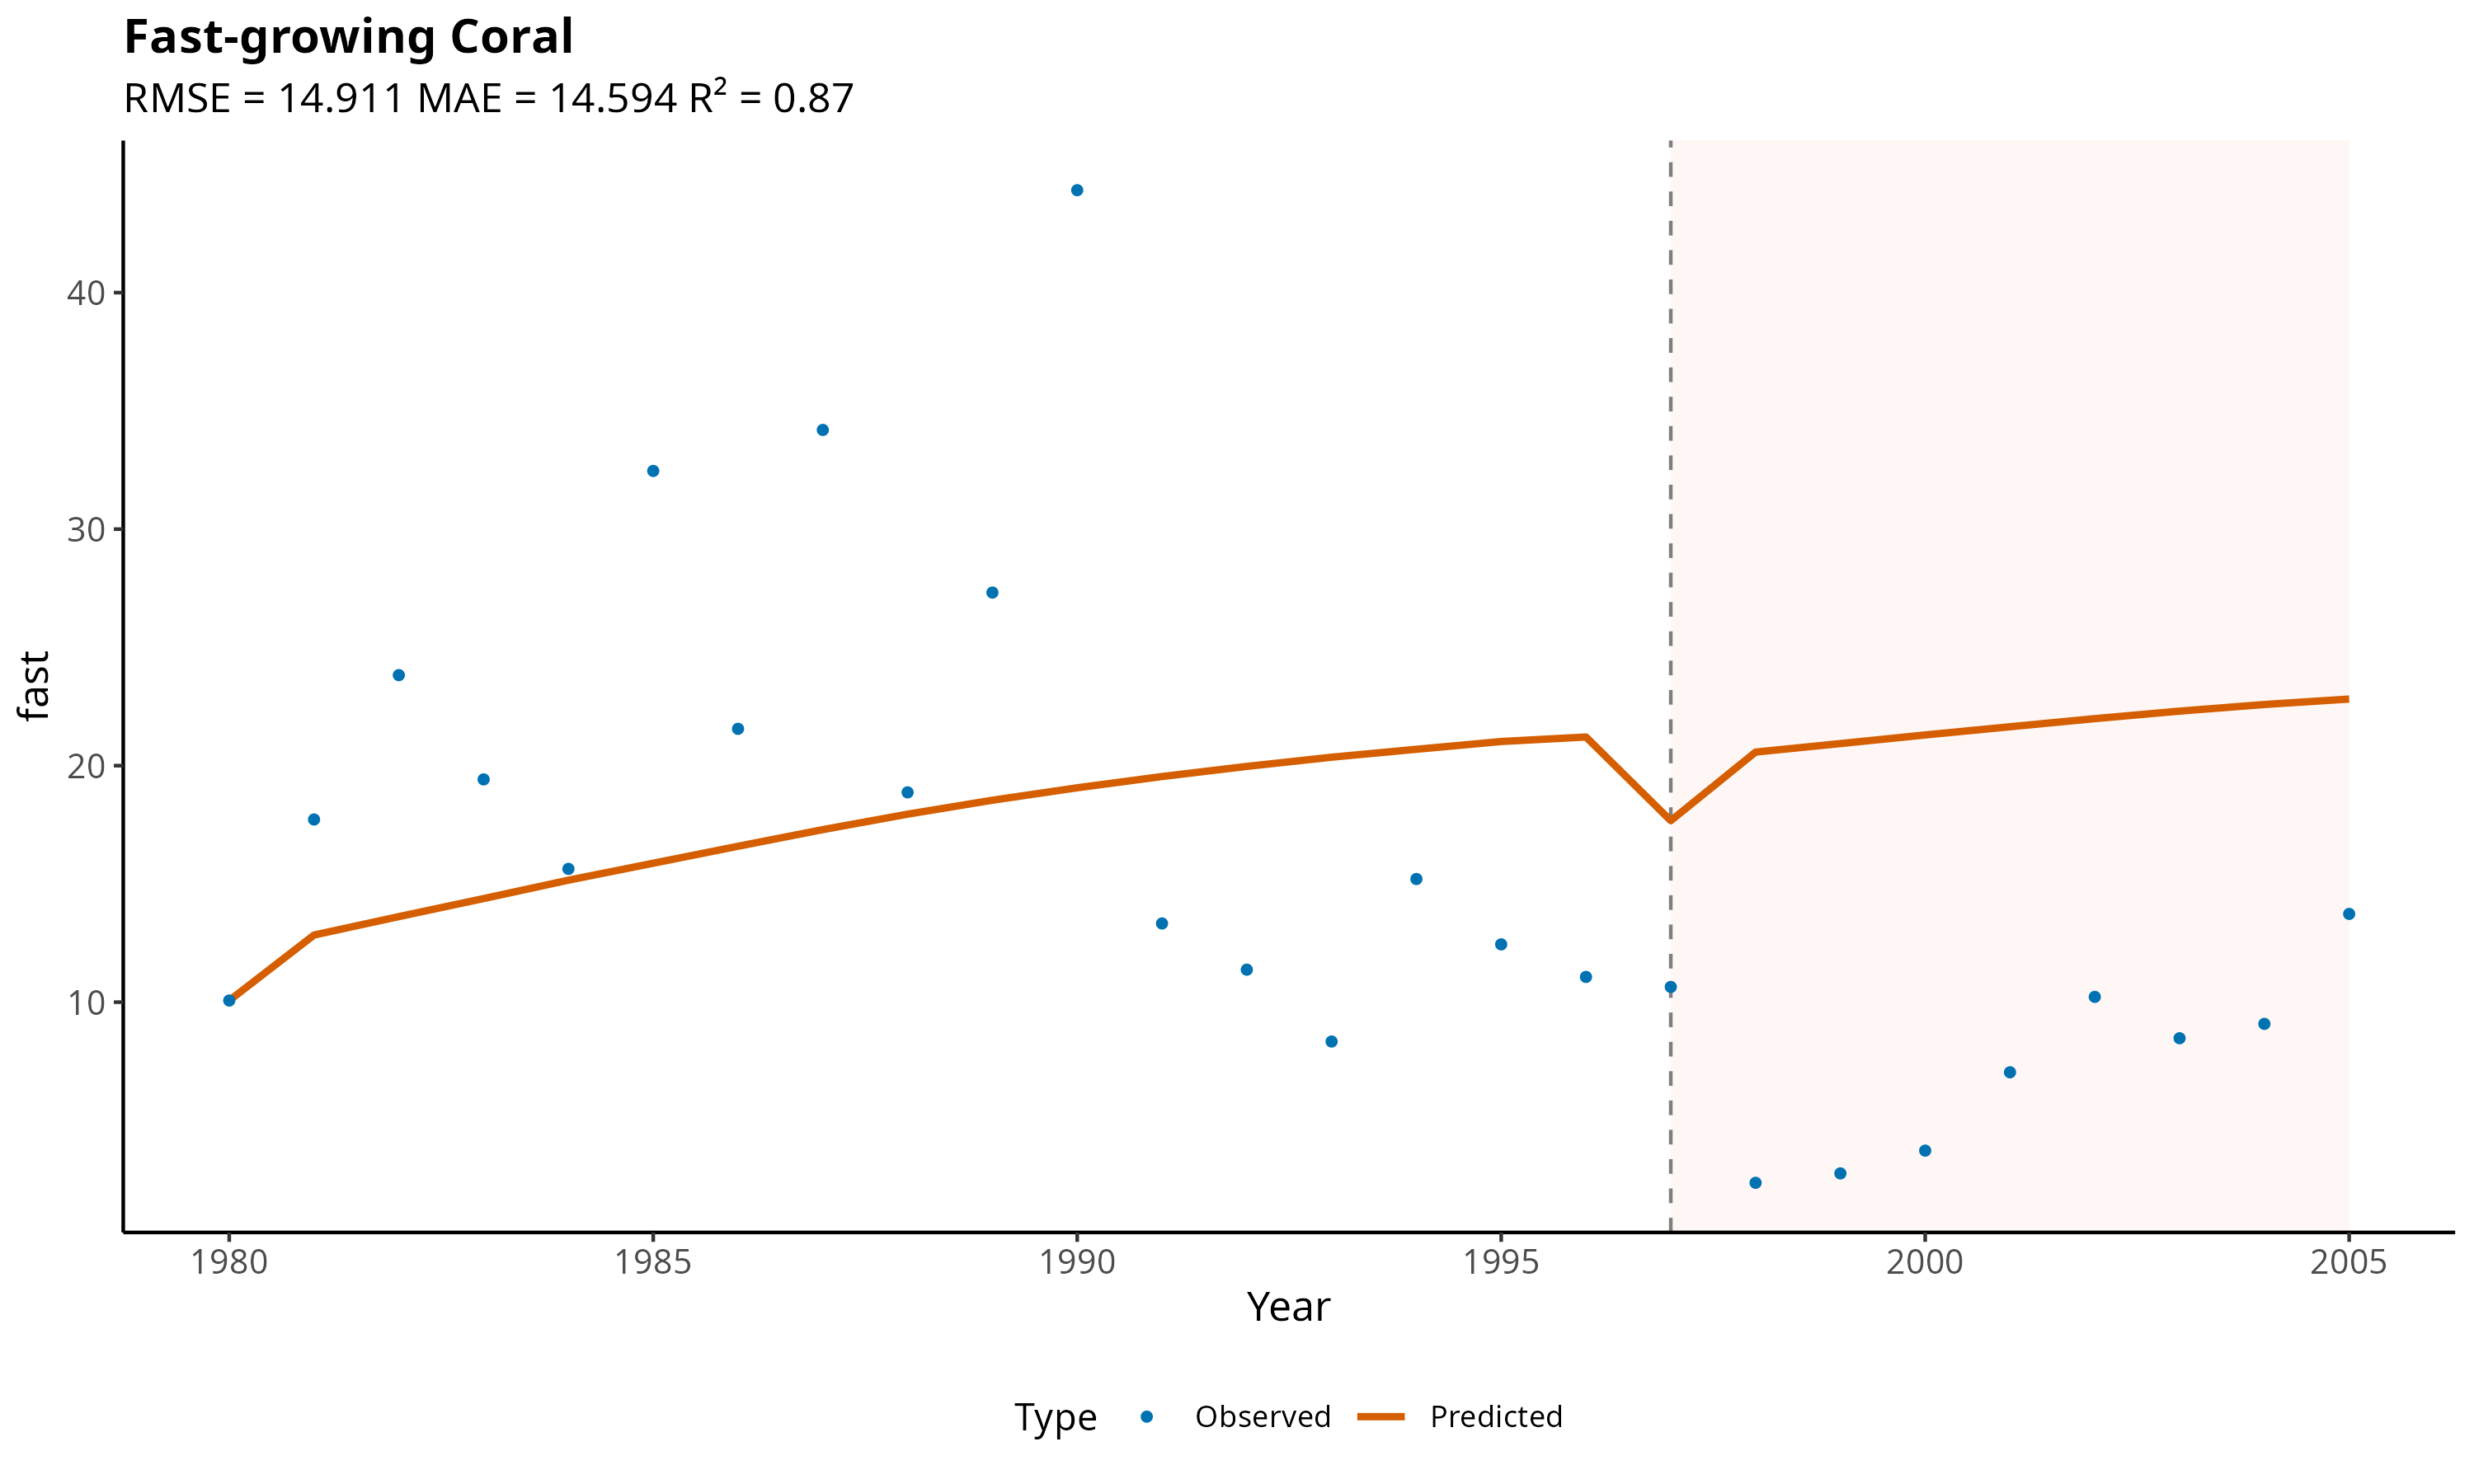 Fast-growing Coral
RMSE = 14.911 MAE = 14.594 R² = 0.87
fast
40
30
20
10
1980 1985 1990 1995 2000 2005
Year
Type Observed Predicted